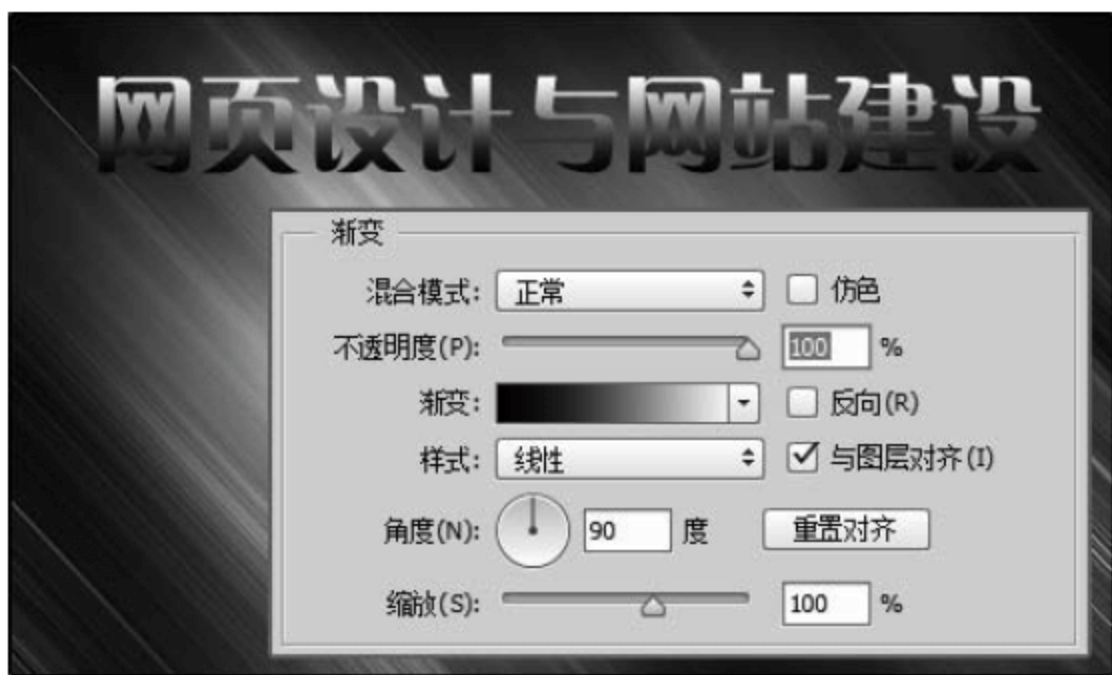 网页设计与网站建设
渐变
混合模式: 正常 仿色
不透明度(P): 100 %
渐变: 反向(R)
样式: 线性 与图层对齐(I)
角度(N): 90 度 重置对齐
缩放(S): 100 %